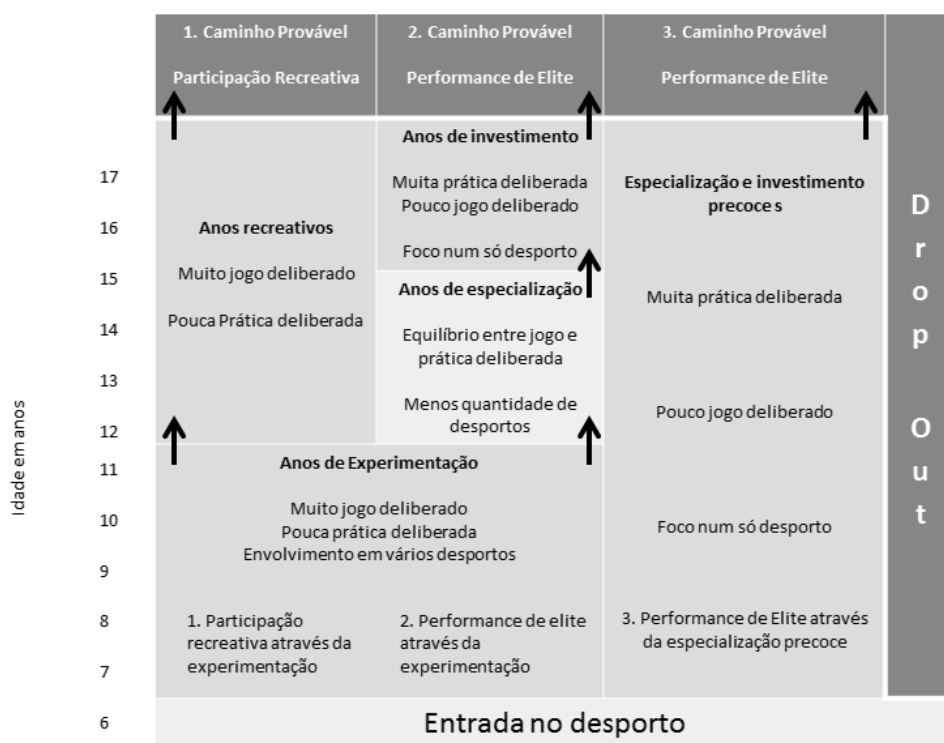 1. Caminho Provável
Participação Recreativa
2. Caminho Provável
Performance de Elite
3. Caminho Provável
Performance de Elite
Idade em anos
17
16
15
14
13
12
11
10
9
8
7
6
Anos recreativos
Muito jogo deliberado
Pouca Prática deliberada
Anos de investimento
Muita prática deliberada
Pouco jogo deliberado
Foco num só desporto
Anos de especialização
Equilíbrio entre jogo e
prática deliberada
Menos quantidade de
desportos
Especialização e investimento
precoce s
Muita prática deliberada
Pouco jogo deliberado
Foco num só desporto
Anos de Experimentação
Muito jogo deliberado
Pouca prática deliberada
Envolvimento em vários desportos
1. Participação
recreativa através da
experimentação
2. Performance de elite
através da
experimentação
3. Performance de Elite através
da especialização precoce
Drop Out
Entrada no desporto